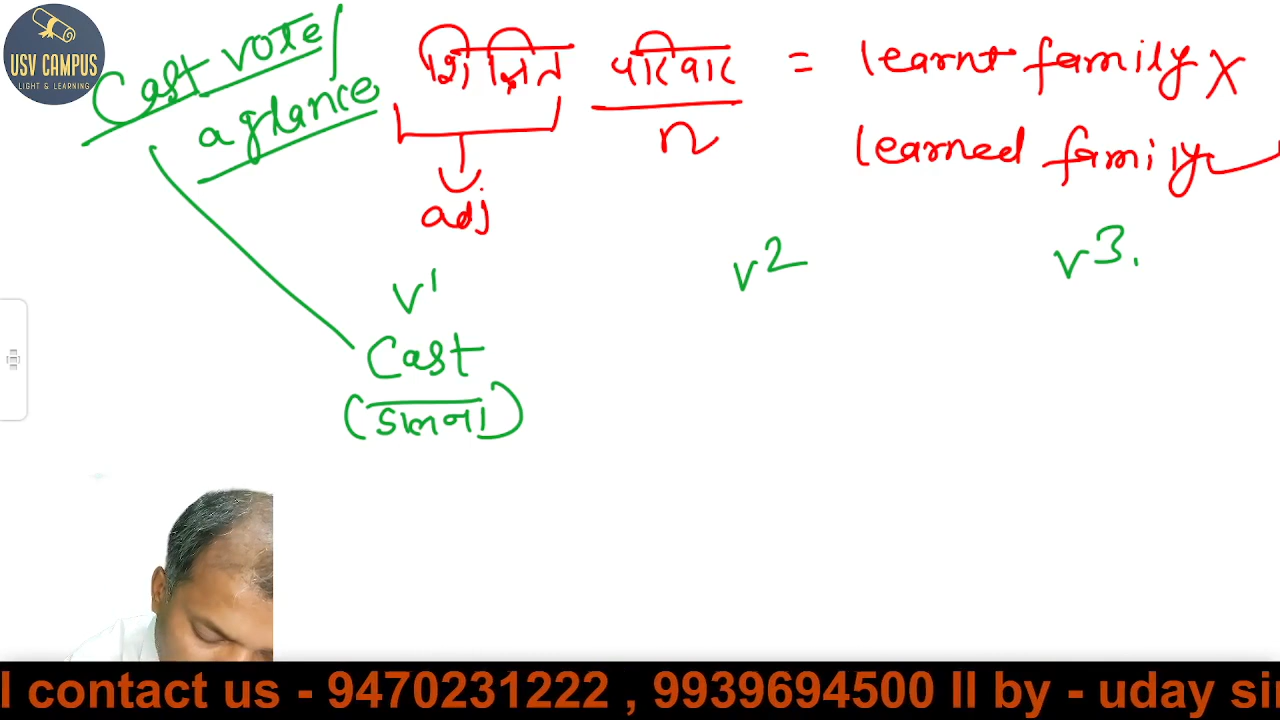 USV CAMPUS
LIGHT & LEARNING
Cast vote/
a glance
शिक्षित परिवार = learnt family X
adj
n
learned family
V1
V2
V3.
Cast
(डालना)
l contact us - 9470231222 , 9939694500 II by - uday sin